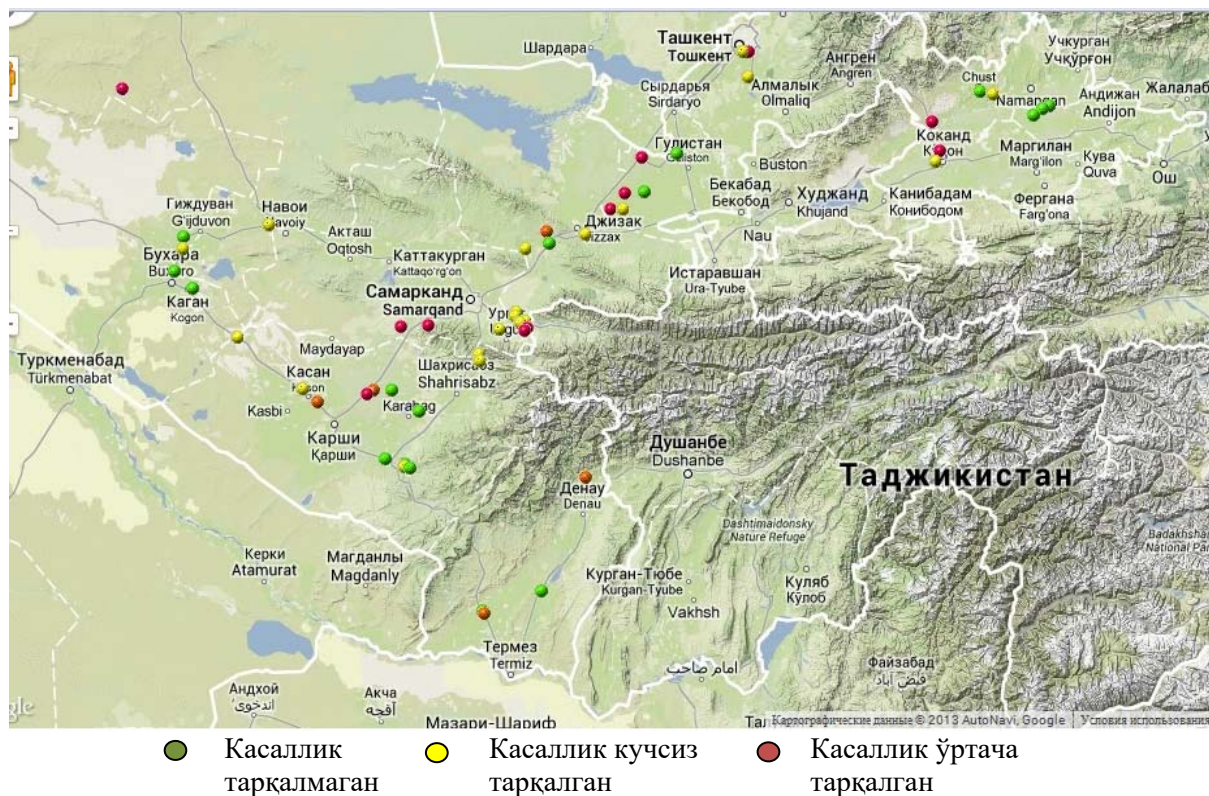 Шардара
Ташкент
Тошкент
Ангрен
Angren
Учкурган
Учқўрғон
Алмалык
Olmaliq
Сырдарья
Sirdaryo
Chust
Namangan
Андижан
Andijon
Жалалаб
Гулистан
Guliston
Коканд
Маргилан
Marg'ilon
Кува
Quva
Ош
Buston
Бекабад
Бекобод
Худжанд
Khujand
Канибадам
Конибодом
Фергана
Farg'ona
Гиждуван
G'ijduvon
Навои
Navoiy
Акташ
Oqtosh
Джизак
Jizzax
Nau
Бухара
Buxoro
Каттакурган
Kattaqo'rg'on
Истаравшан
Ura-Tyube
Каган
Kogon
Самарканд
Samarqand
Maydayap
Туркменабад
Türkmenabat
Шахрисабз
Shahrisabz
Касан
Koson
Kasbi
Karabag
Карши
Қарши
Душанбе
Dushanbe
Таджикистан
Денау
Denau
Dashtimaidonsky
Nature Refuge
Badakhshan
National Par
Керки
Atamurat
Магданлы
Magdanly
Курган-Тюбе
Kurgan-Tyube
Vakhsh
Куляб
Кӯлоб
Термез
Termiz
امام صاحب
Файзабад
فيض آباد
Андхой
اندخوی
Акча
آقچه
Мазари-Шариф
Картографические данные © 2013 AutoNavi, Google
Условия использования
Касаллик тарқалмаган
Касаллик кучсиз тарқалган
Касаллик ўртача тарқалган